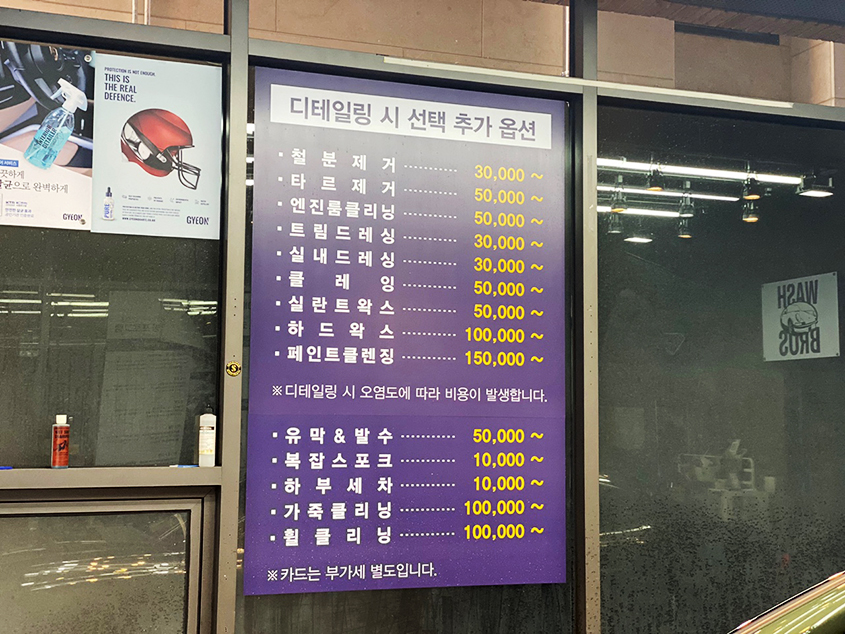 PROTECTION IS NOT ENOUGH.
THIS IS
THE REAL
DEFENCE.
GYEON
GYEON
디테일링 시 선택 추가 옵션
· 철분제거 ············ 30,000 ~
· 타르제거 ············ 50,000 ~
· 엔진룸클리닝 ············ 50,000 ~
· 트림드레싱 ············ 30,000 ~
· 실내드레싱 ············ 30,000 ~
· 클레잉 ············ 50,000 ~
· 실란트왁스 ············ 50,000 ~
· 하드왁스 ············ 100,000 ~
· 페인트클렌징 ············ 150,000 ~
※ 디테일링 시 오염도에 따라 비용이 발생합니다.
· 유막&발수 ············ 50,000 ~
· 복잡스포크 ············ 10,000 ~
· 하부세차 ············ 10,000 ~
· 가죽클리닝 ············ 100,000 ~
· 휠클리닝 ············ 100,000 ~
※ 카드는 부가세 별도입니다.
WASH
BROS